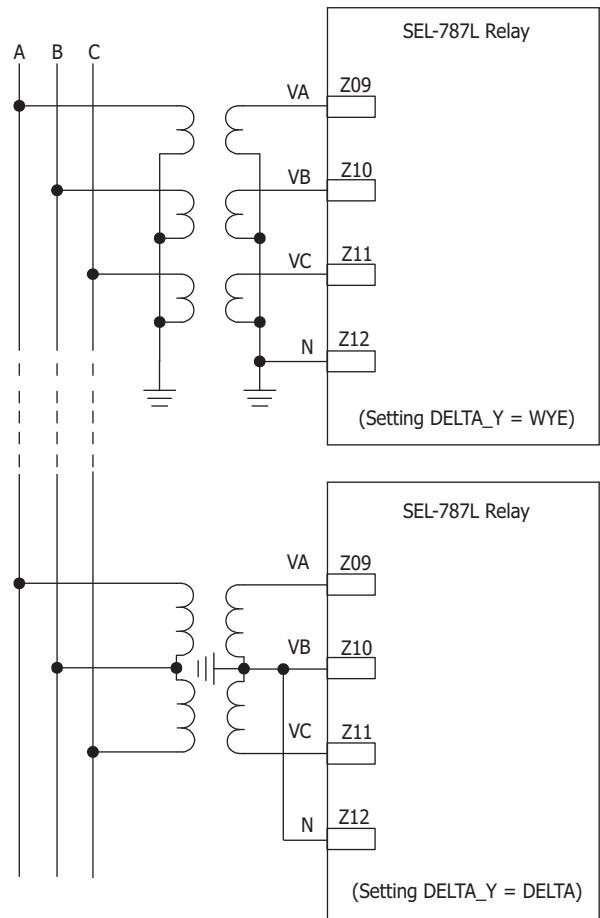 SEL-787L Relay
A B C
VA Z09
VB Z10
VC Z11
N Z12
(Setting DELTA_Y = WYE)
SEL-787L Relay
VA Z09
VB Z10
VC Z11
N Z12
(Setting DELTA_Y = DELTA)